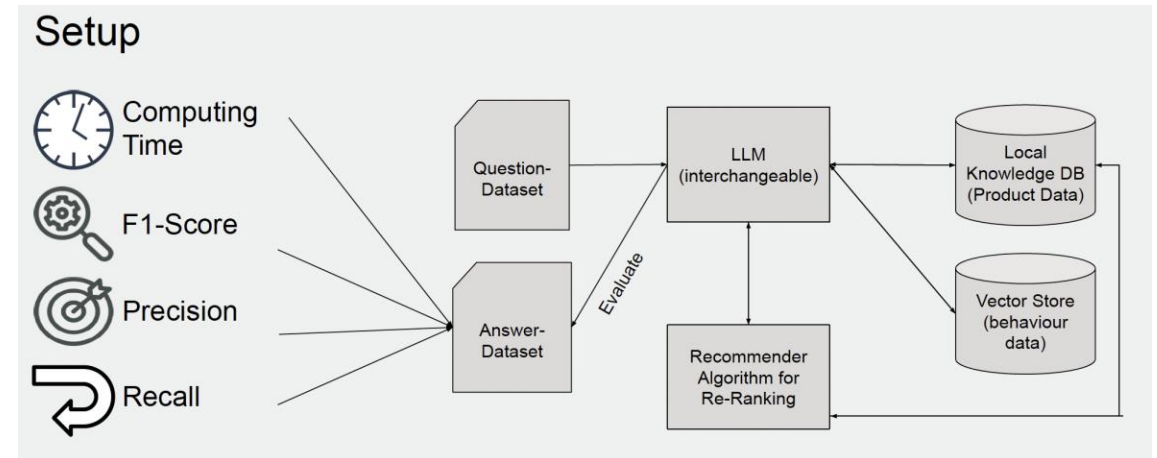 Setup
Computing
Time
F1-Score
Precision
Recall
Question-
Dataset
Answer-
Dataset
Evaluate
LLM
(interchangeable)
Recommender
Algorithm for
Re-Ranking
Local
Knowledge DB
(Product Data)
Vector Store
(behaviour
data)